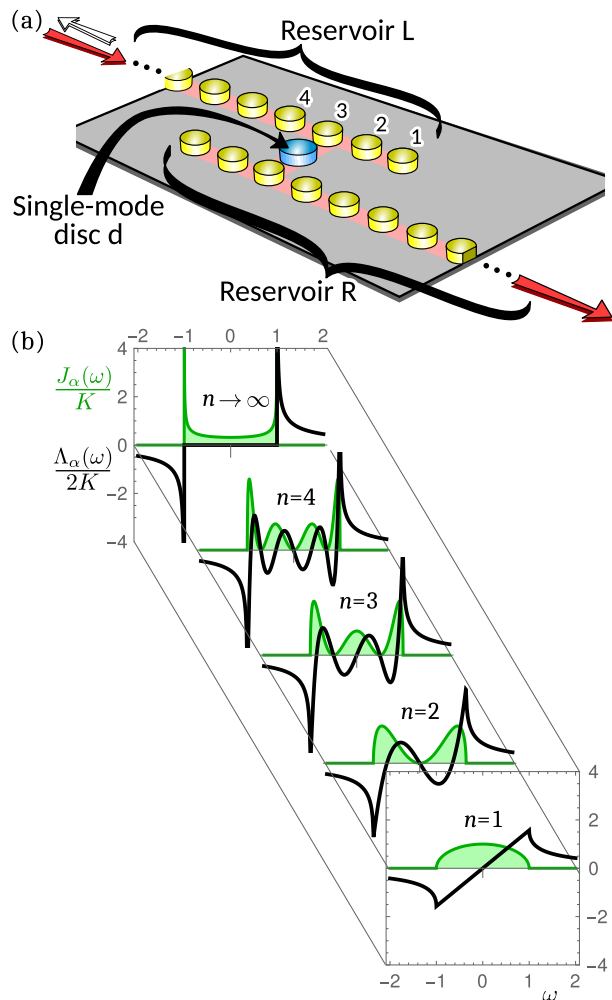 (a)
Reservoir L
4
3
2
1
Single-mode
disc d
Reservoir R
(b)
−2 −1 0 1 2
4
2
0
−2
−4
J_α(ω)
K
Λ_α(ω)
2K
n→∞
n=4
n=3
n=2
n=1
4
2
0
−2
−4
−2 −1 0 1 2
ω